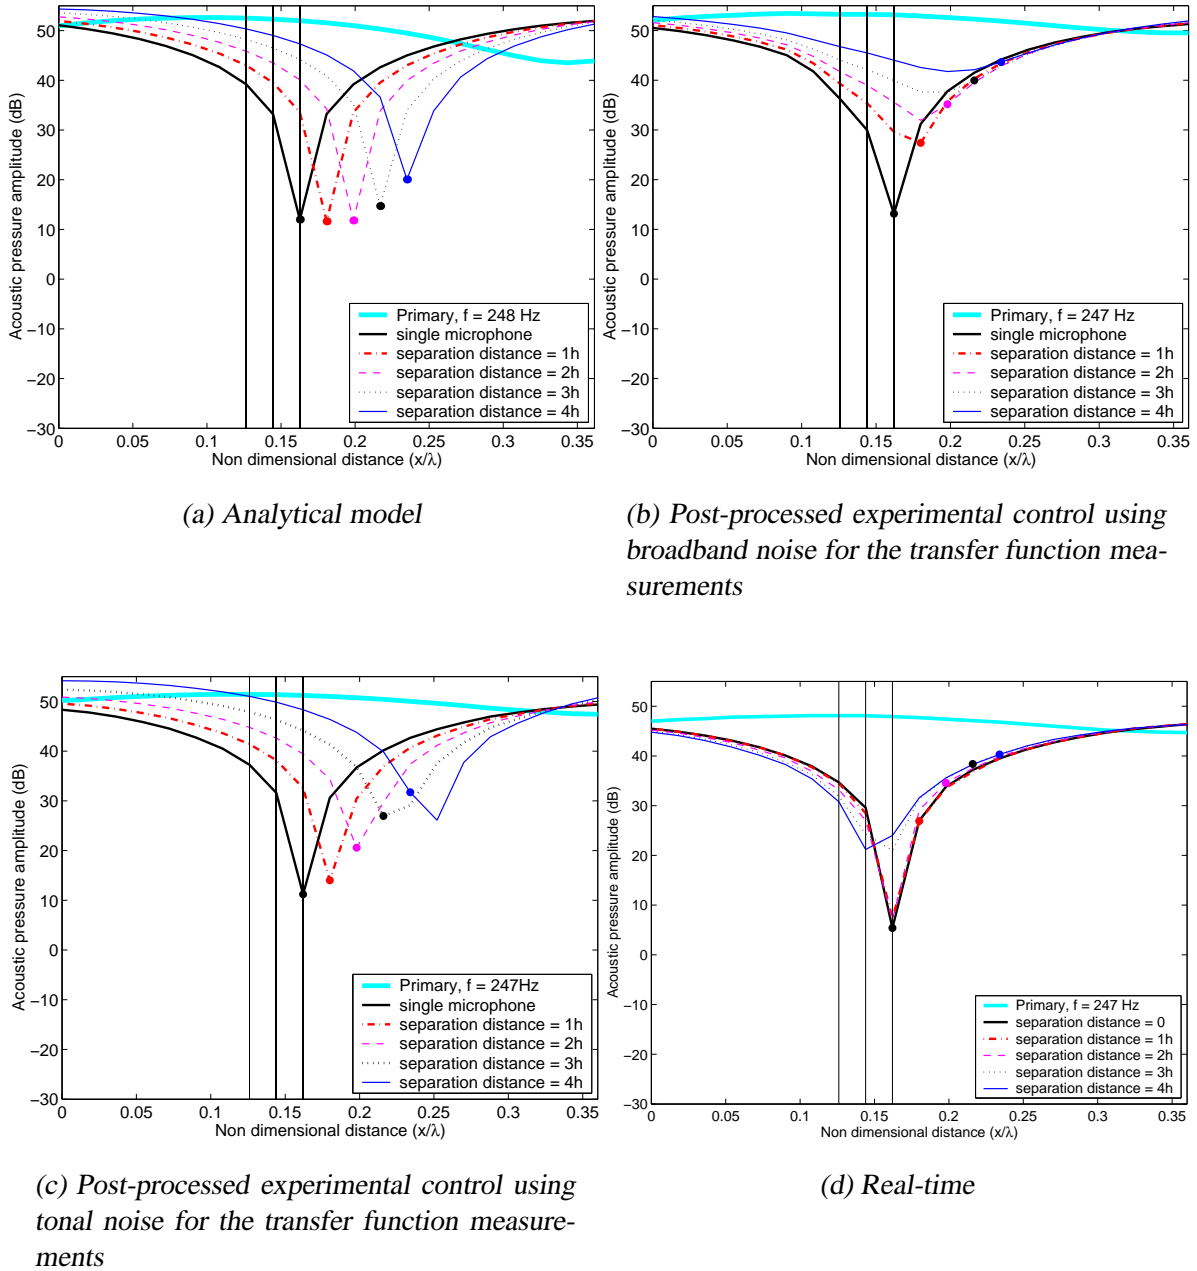 Acoustic pressure amplitude (dB)
50
40
30
20
10
0
−10
−20
−30
0 0.05 0.1 0.15 0.2 0.25 0.3 0.35
Non dimensional distance (x/λ)
Primary, f = 248 Hz
single microphone
separation distance = 1h
separation distance = 2h
separation distance = 3h
separation distance = 4h
(a) Analytical model
Acoustic pressure amplitude (dB)
50
40
30
20
10
0
−10
−20
−30
0 0.05 0.1 0.15 0.2 0.25 0.3 0.35
Non dimensional distance (x/λ)
Primary, f = 247 Hz
single microphone
separation distance = 1h
separation distance = 2h
separation distance = 3h
separation distance = 4h
(b) Post-processed experimental control using
broadband noise for the transfer function mea-
surements
Acoustic pressure amplitude (dB)
50
40
30
20
10
0
−10
−20
−30
0 0.05 0.1 0.15 0.2 0.25 0.3 0.35
Non dimensional distance (x/λ)
Primary, f = 247Hz
single microphone
separation distance = 1h
separation distance = 2h
separation distance = 3h
separation distance = 4h
(c) Post-processed experimental control using
tonal noise for the transfer function measure-
ments
Acoustic pressure amplitude (dB)
50
40
30
20
10
0
−10
−20
−30
0 0.05 0.1 0.15 0.2 0.25 0.3 0.35
Non dimensional distance (x/λ)
Primary, f = 247 Hz
separation distance = 0
separation distance = 1h
separation distance = 2h
separation distance = 3h
separation distance = 4h
(d) Real-time